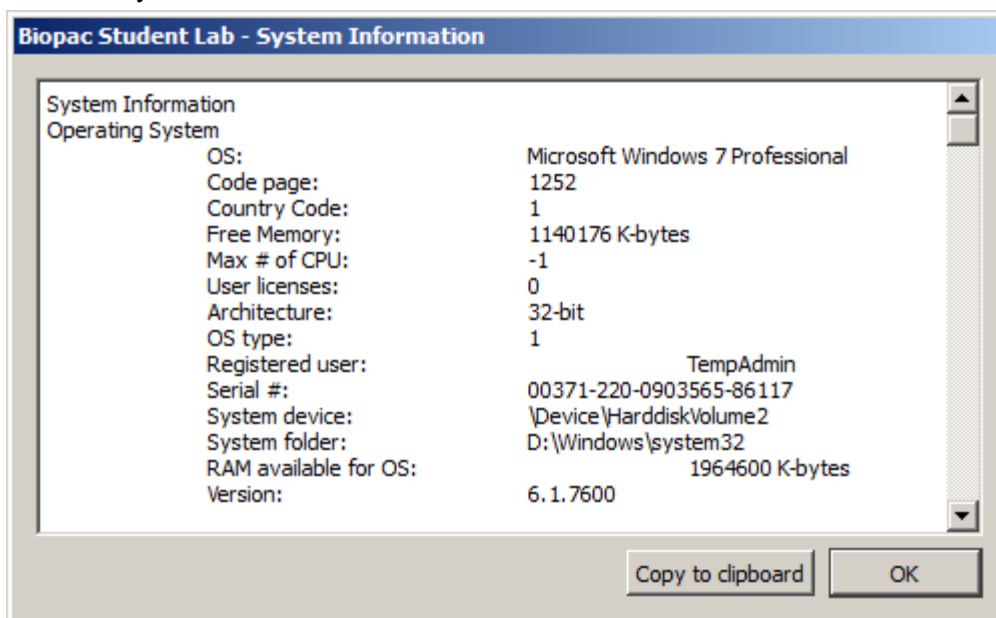 Biopac Student Lab - System Information
System Information
Operating System
OS: Microsoft Windows 7 Professional
Code page: 1252
Country Code: 1
Free Memory: 1140176 K-bytes
Max # of CPU: -1
User licenses: 0
Architecture: 32-bit
OS type: 1
Registered user: TempAdmin
Serial #: 00371-220-0903565-86117
System device: \Device\HarddiskVolume2
System folder: D:\Windows\system32
RAM available for OS: 1964600 K-bytes
Version: 6.1.7600
Copy to clipboard OK